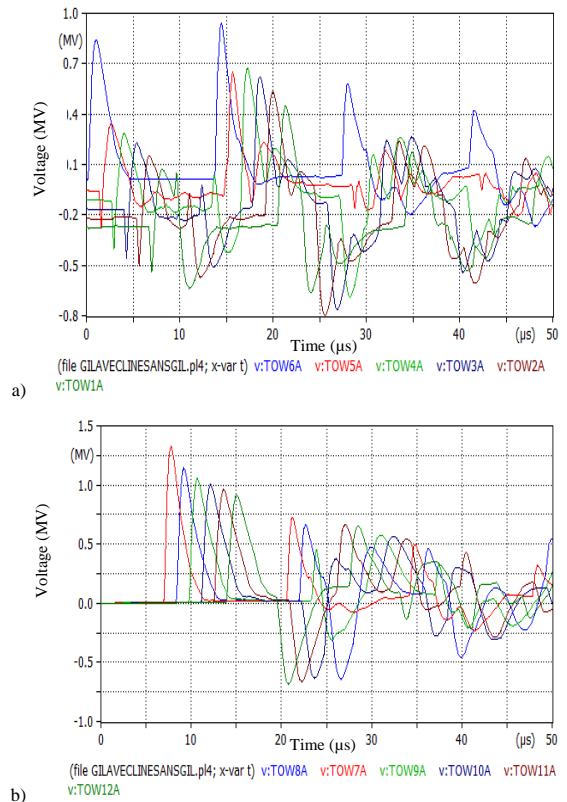 1.0
(MV)
0.7
1.4
1.1
-0.2
-0.5
-0.8
Voltage (MV)
0 10 20 30 40 (µs) 50
Time (µs)
(file GILAVECLINESANSGIL.pl4; x-var t) v:TOW6A v:TOW5A v:TOW4A v:TOW3A v:TOW2A
v:TOW1A
a)
1.5
(MV)
1.0
0.5
0.0
-0.5
-1.0
Voltage (MV)
0 10 20 30 40 (µs) 50
Time (µs)
(file GILAVECLINESANSGIL.pl4; x-var t) v:TOW8A v:TOW7A v:TOW9A v:TOW10A v:TOW11A
v:TOW12A
b)